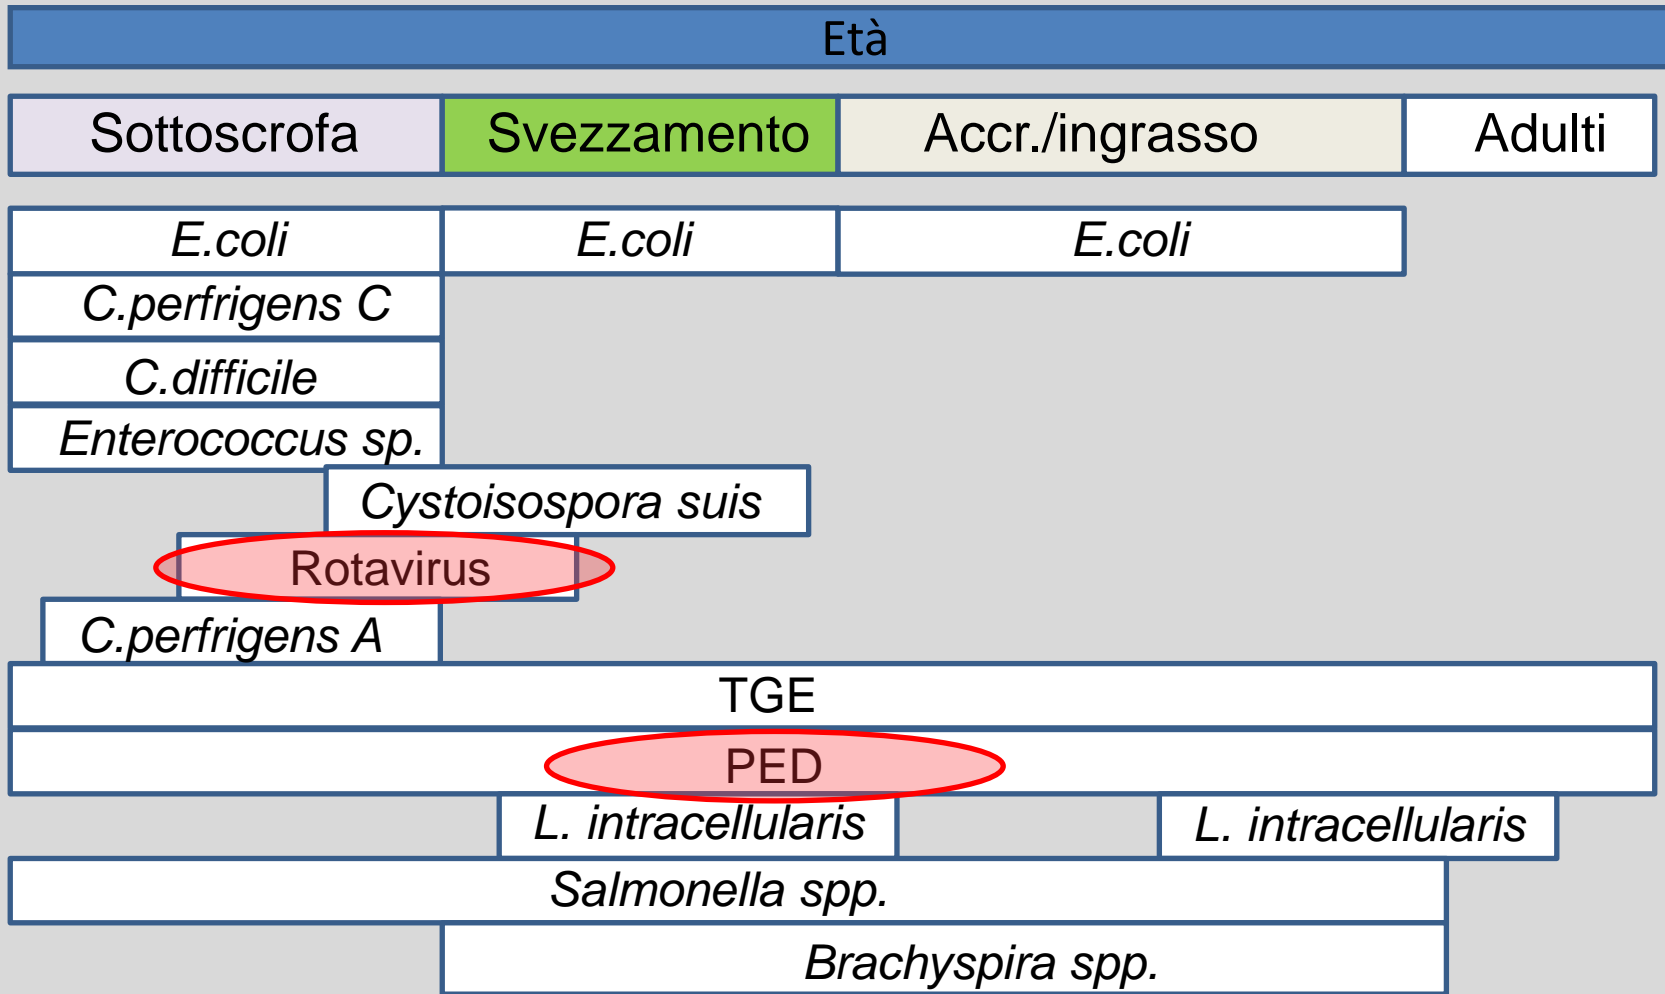 Età
Sottoscrofa Svezzamento Accr./ingrasso Adulti
E.coli E.coli E.coli
C.perfrigens C
C.difficile
Enterococcus sp.
Cystoisospora suis
Rotavirus
C.perfrigens A
TGE
PED
L. intracellularis L. intracellularis
Salmonella spp.
Brachyspira spp.